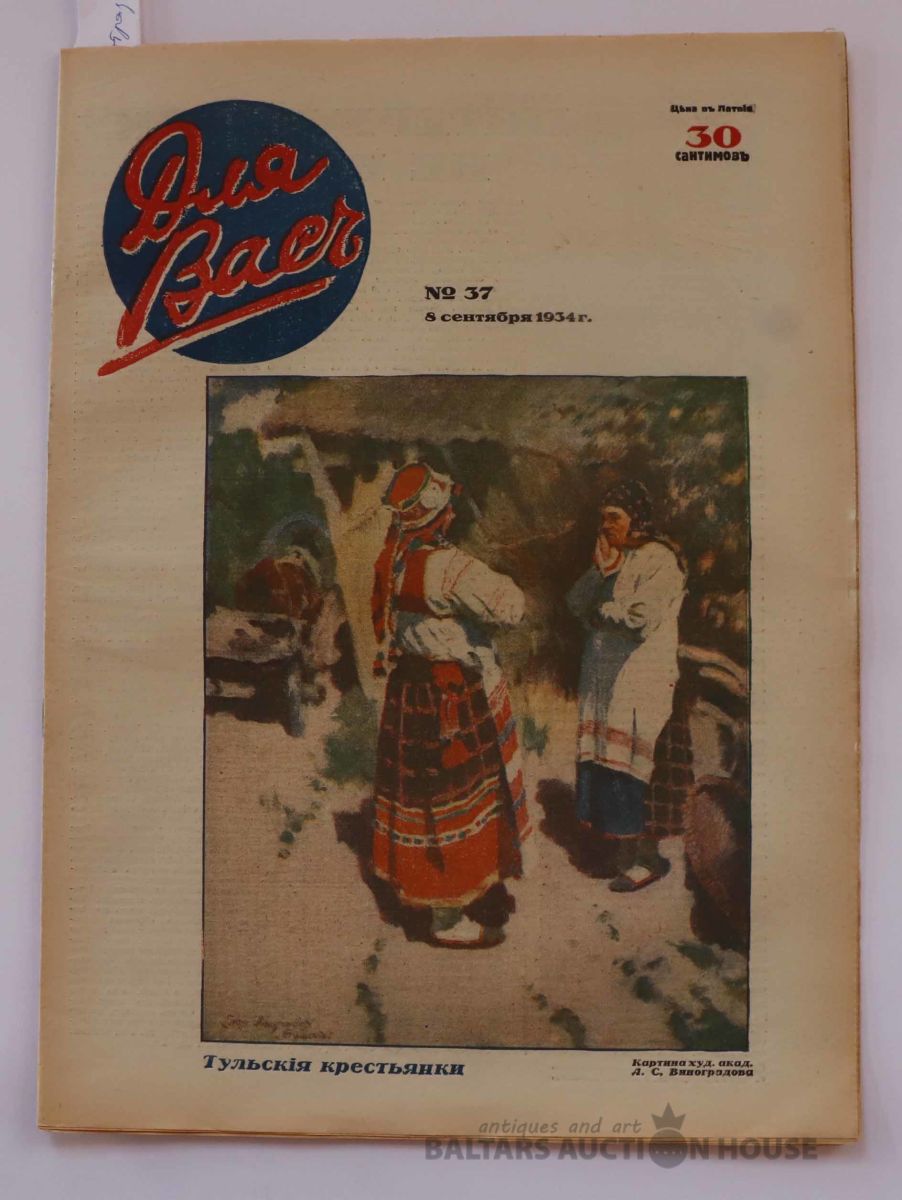 Для
Васъ
Цѣна въ Латвіи
30
сантимовъ
№ 37
8 сентября 1934 г.
Тульскія крестьянки
Картина худ. акад.
А. С. Виноградова
antiques and art
BALTARS AUCTION HOUSE